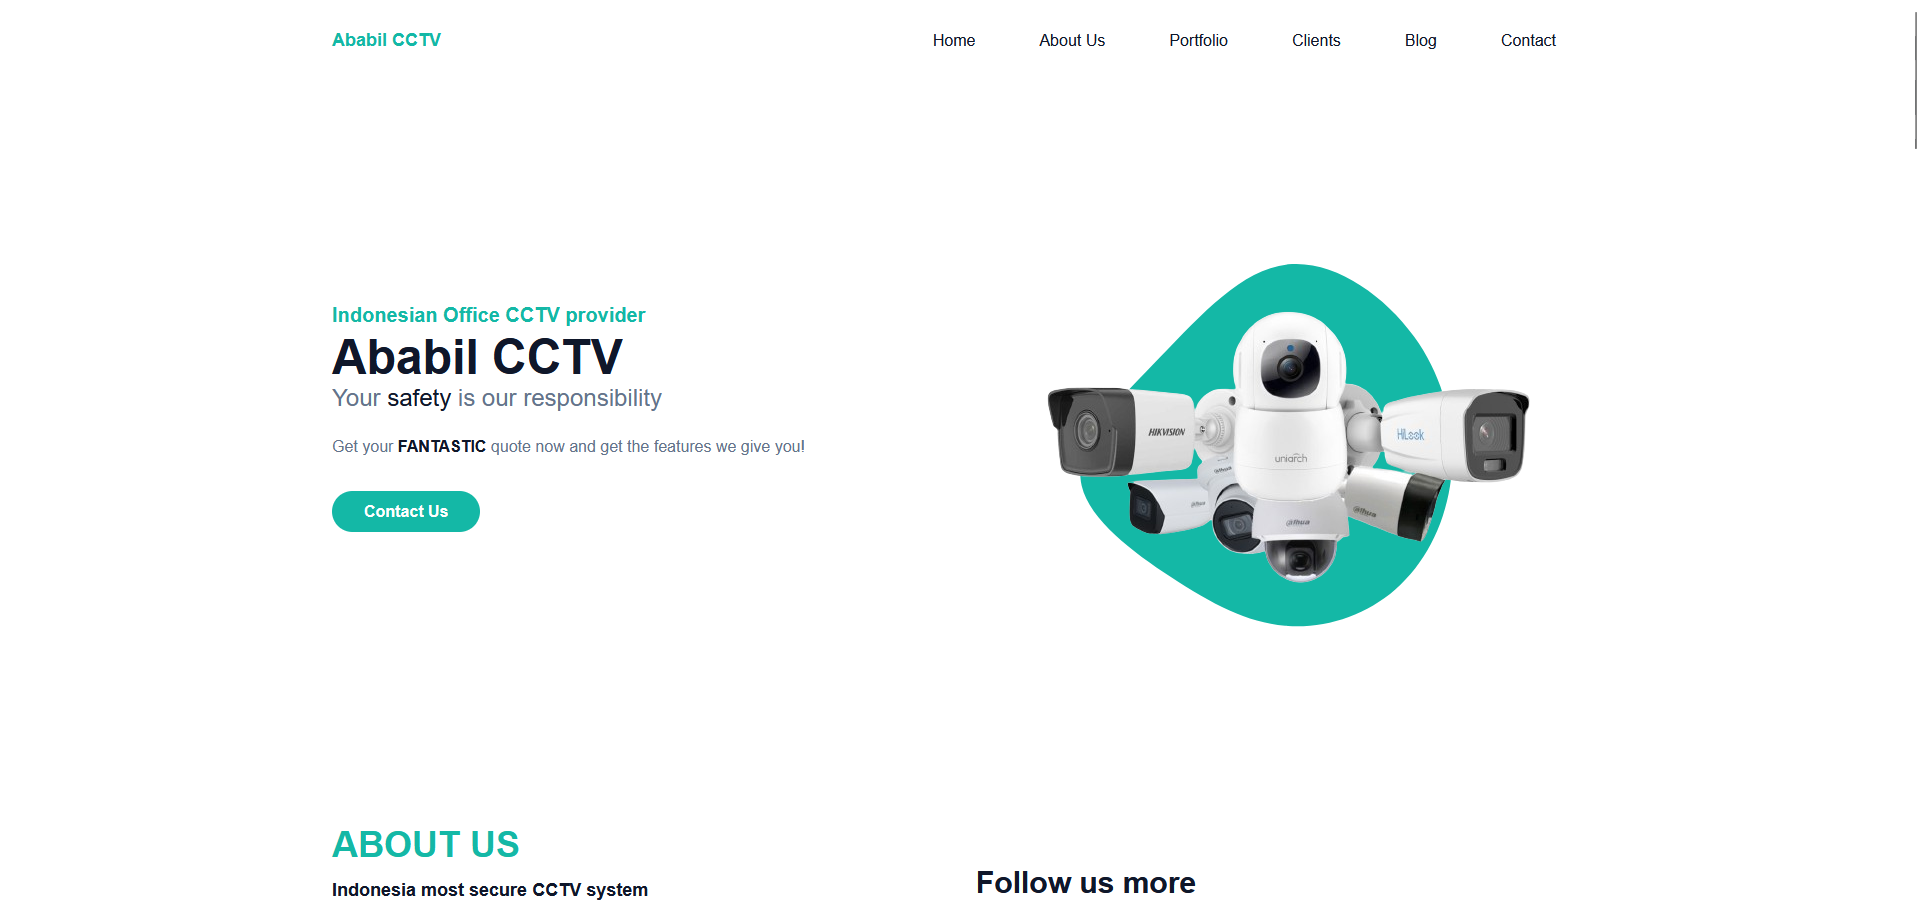 Ababil CCTV
Home About Us Portfolio Clients Blog Contact
Indonesian Office CCTV provider
Ababil CCTV
Your safety is our responsibility
Get your FANTASTIC quote now and get the features we give you!
Contact Us
HIKVISION
HiLook
uniarch
alhua
alhua
alhua
alhua
ABOUT US
Indonesia most secure CCTV system
Follow us more